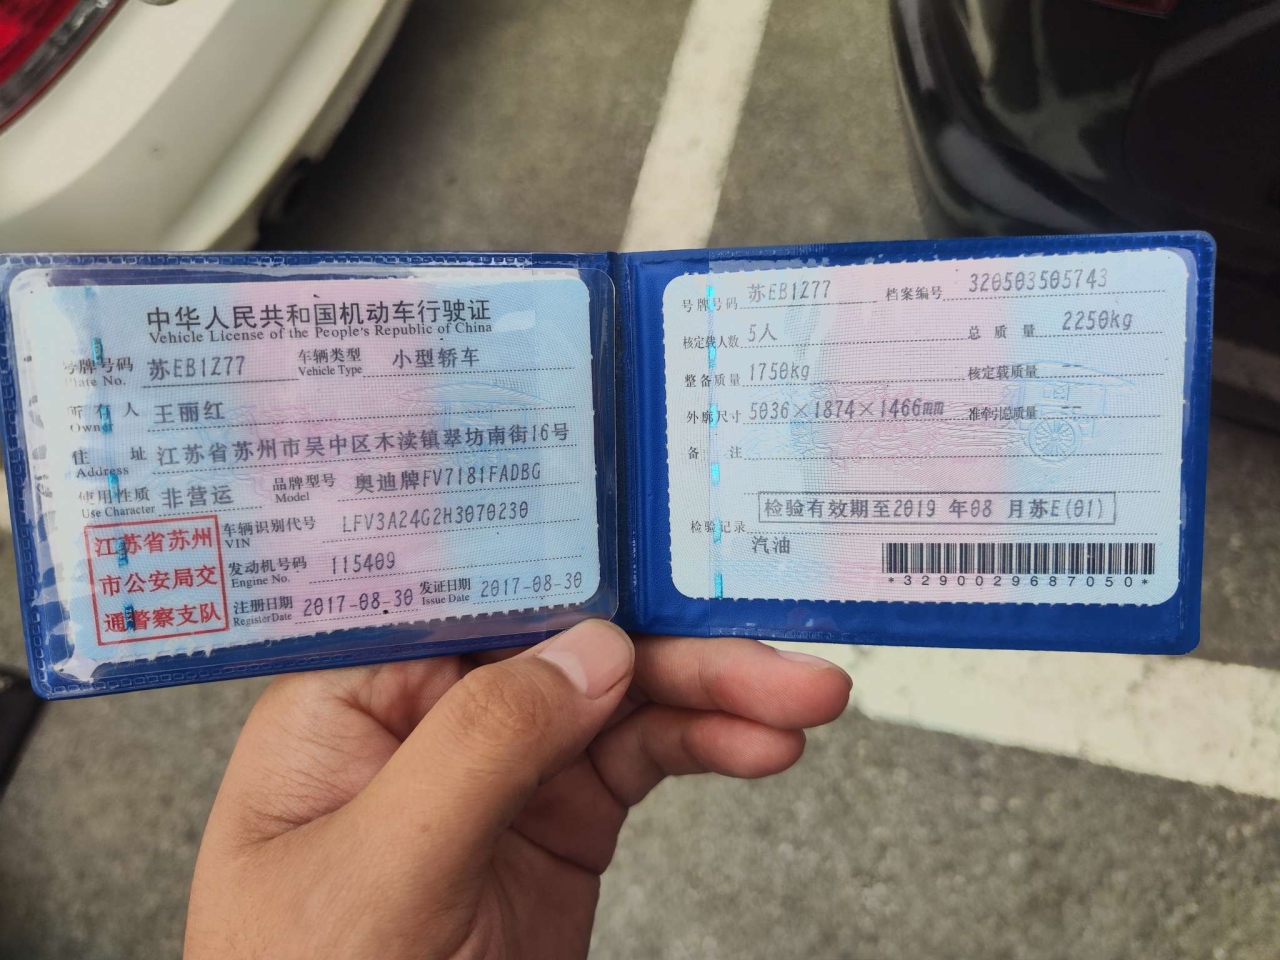 中华人民共和国机动车行驶证
Vehicle License of the People's Republic of China
号牌号码 苏EB1Z77 车辆类型 小型轿车
Plate No. Vehicle Type
所有人 王丽红
Owner
住址 江苏省苏州市吴中区木渎镇翠坊南街16号
Address
使用性质 非营运 品牌型号 奥迪牌FV7181FADBG
Use Character Model
江苏省苏州
市公安局交
通警察支队
车辆识别代号 LFV3A24G2H3070230
VIN
发动机号码 115409
Engine No.
注册日期 2017-08-30 发证日期 2017-08-30
Register Date Issue Date
号牌号码 苏EB1Z77 档案编号 320503505743
核定载人数 5人 总质量 2250kg
整备质量 1750kg 核定载质量 --
外廓尺寸 5036×1874×1466mm 准牵引总质量 --
备注
检验有效期至2019年08月苏E(01)
检验记录
汽油
*3290029687050*